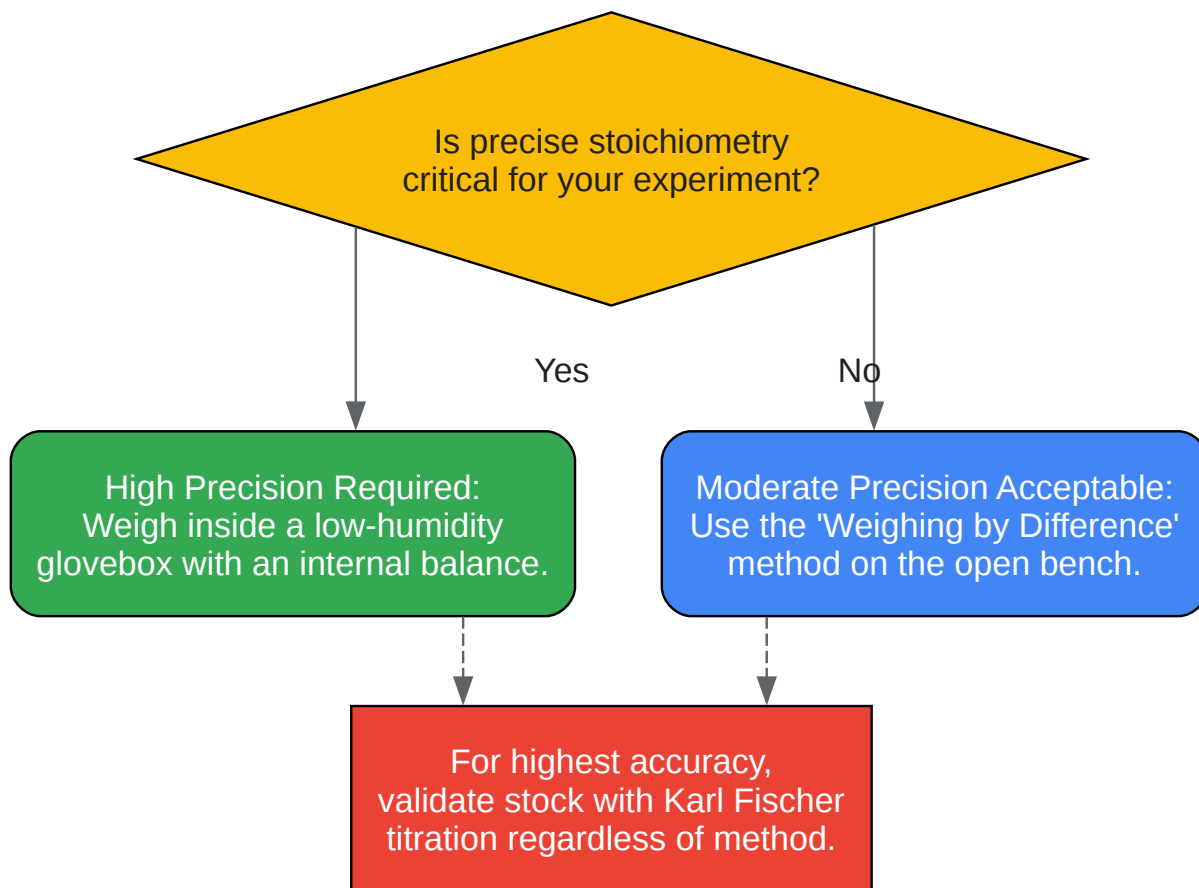 Is precise stoichiometry
critical for your experiment?
Yes
No
High Precision Required:
Weigh inside a low-humidity
glovebox with an internal balance.
Moderate Precision Acceptable:
Use the 'Weighing by Difference'
method on the open bench.
For highest accuracy,
validate stock with Karl Fischer
titration regardless of method.